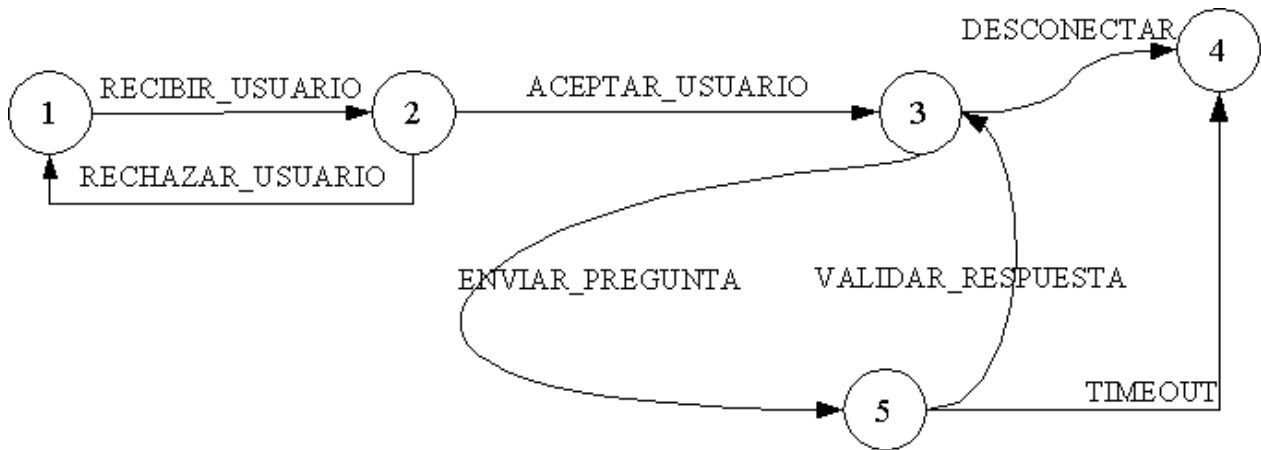 DESCONECTAR
4
RECIBIR_USUARIO
ACEPTAR_USUARIO
1
2
3
RECHAZAR_USUARIO
ENVIAR_PREGUNTA
VALIDAR_RESPUESTA
TIMEOUT
5